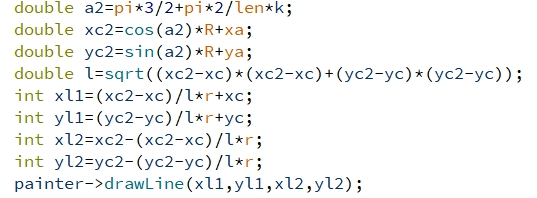 double a2=pi*3/2+pi*2/len*k;
double xc2=cos(a2)*R+xa;
double yc2=sin(a2)*R+ya;
double l=sqrt((xc2-xc)*(xc2-xc)+(yc2-yc)*(yc2-yc));
int xl1=(xc2-xc)/l*r+xc;
int yl1=(yc2-yc)/l*r+yc;
int xl2=xc2-(xc2-xc)/l*r;
int yl2=yc2-(yc2-yc)/l*r;
painter->drawLine(xl1,yl1,xl2,yl2);